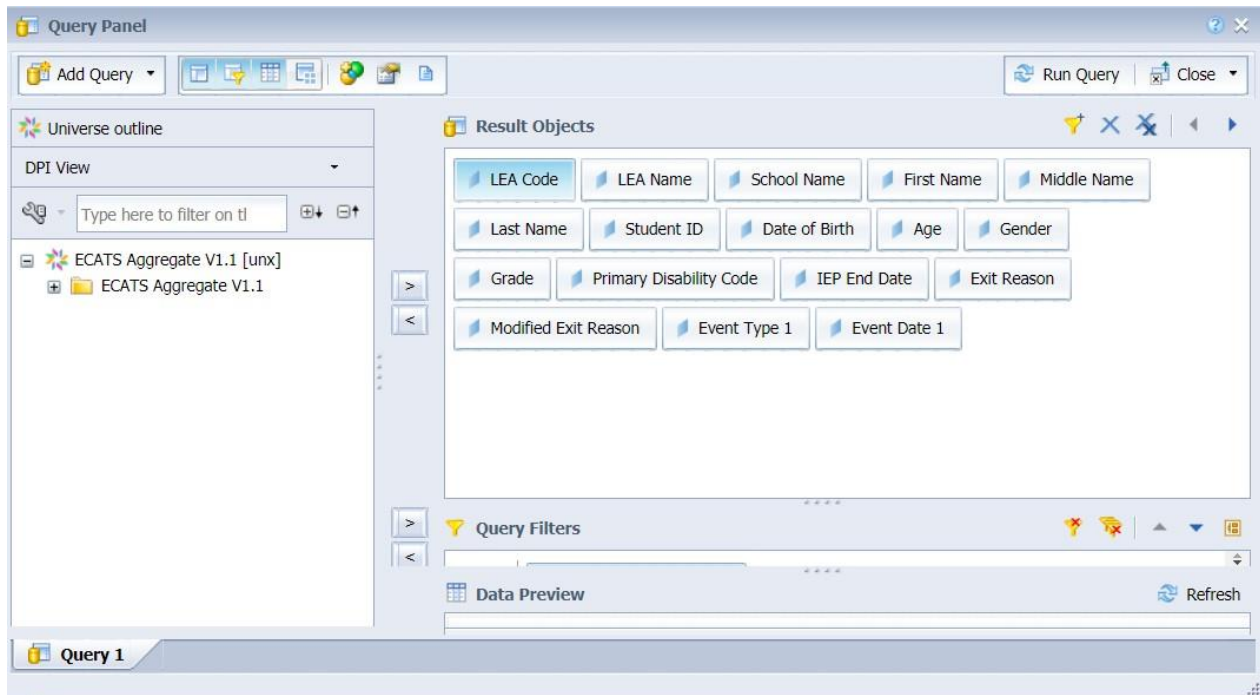 Query Panel
Add Query
Run Query Close
Universe outline
Result Objects
DPI View
Type here to filter on tl
ECATS Aggregate V1.1 [unx]
ECATS Aggregate V1.1
LEA Code LEA Name School Name First Name Middle Name
Last Name Student ID Date of Birth Age Gender
Grade Primary Disability Code IEP End Date Exit Reason
Modified Exit Reason Event Type 1 Event Date 1
> 
<
>
<
Query Filters
Data Preview Refresh
Query 1